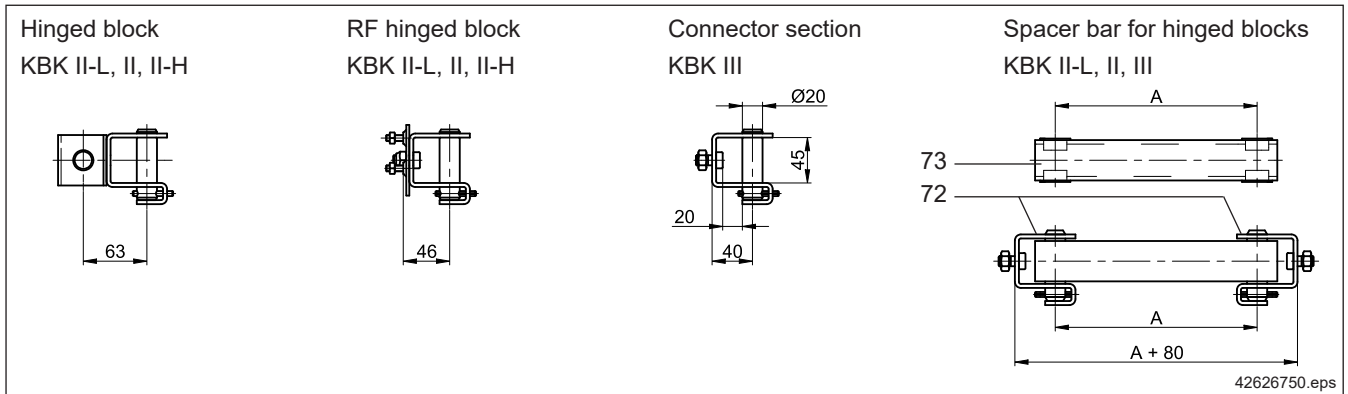 Hinged block
KBK II-L, II, II-H
RF hinged block
KBK II-L, II, II-H
Connector section
KBK III
Spacer bar for hinged blocks
KBK II-L, II, III
63
46
Ø20
45
20
40
A
73
72
A
A + 80
42626750.eps